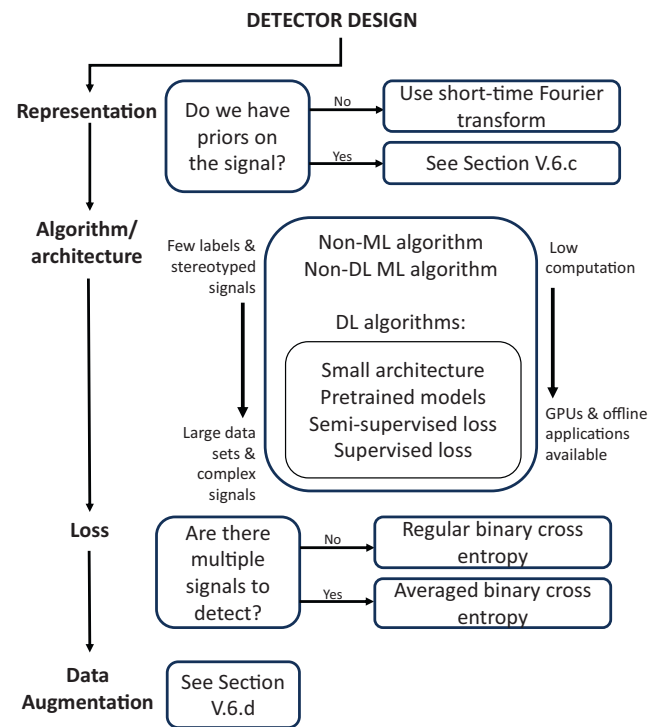 DETECTOR DESIGN
Representation
Do we have
priors on
the signal?
No
Use short-time Fourier
transform
Yes
See Section V.6.c
Algorithm/
architecture
Few labels &
stereotyped
signals
Large data
sets &
complex
signals
Non-ML algorithm
Non-DL ML algorithm
DL algorithms:
Small architecture
Pretrained models
Semi-supervised loss
Supervised loss
Low
computation
GPUs & offline
applications
available
Loss
Are there
multiple
signals to
detect?
No
Regular binary cross
entropy
Yes
Averaged binary cross
entropy
Data
Augmentation
See Section
V.6.d